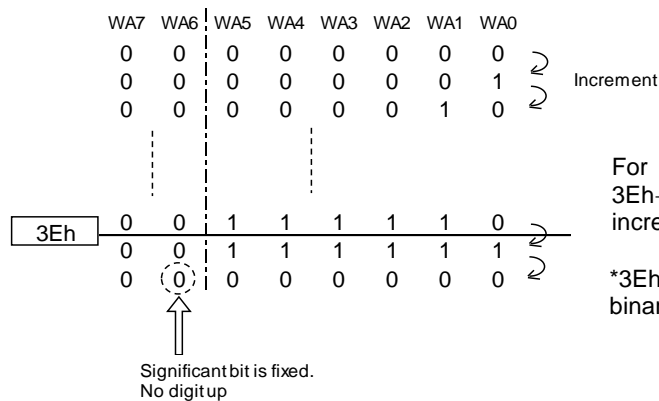 WA7 WA6 WA5 WA4 WA3 WA2 WA1 WA0
0 0 0 0 0 0 0 0
0 0 0 0 0 0 0 1
Increment
0 0 0 0 0 0 1 0
For
3Eh-
incre
3Eh
0 0 1 1 1 1 1 0
0 0 1 1 1 1 1 1
0 0 0 0 0 0 0 0
*3Eh
binar
Significant bit is fixed.
No digit up